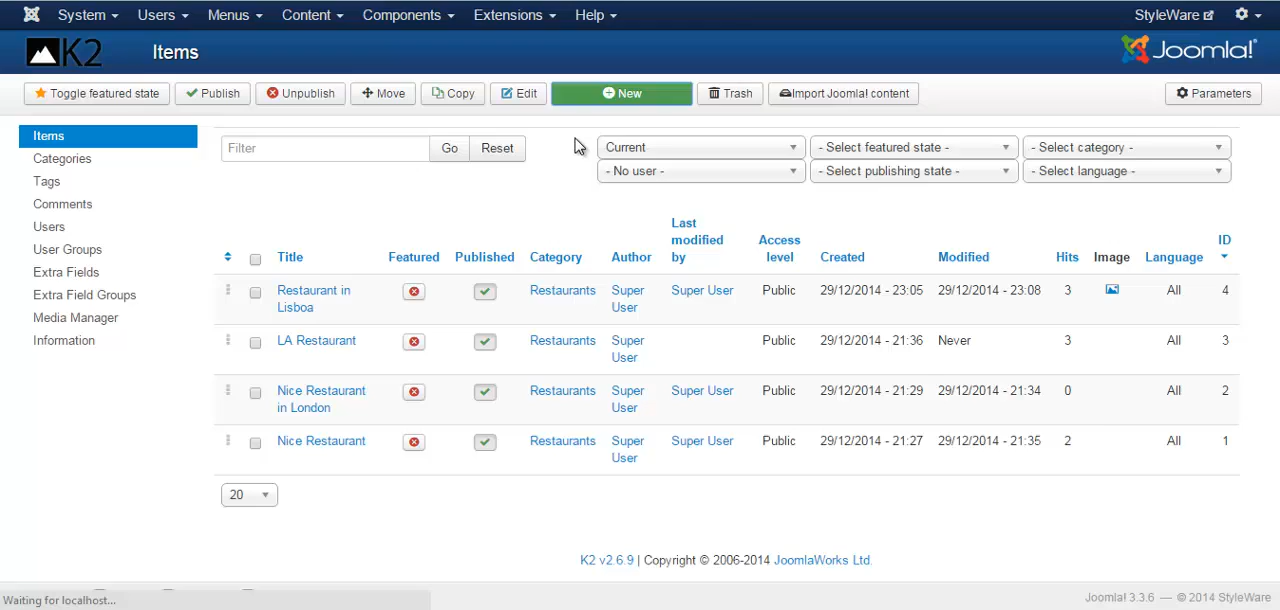 System Users Menus Content Components Extensions Help StyleWare
K2 Items Joomla!
Toggle featured state Publish Unpublish Move Copy Edit New Trash Import Joomla! content Parameters
Items
Categories
Tags
Comments
Users
User Groups
Extra Fields
Extra Field Groups
Media Manager
Information
Filter Go Reset Current - Select featured state - - Select category -
- No user - - Select publishing state - - Select language -
Title Featured Published Category Author Last modified by Access level Created Modified Hits Image Language ID
Restaurant in Lisboa Restaurants Super User Super User Public 29/12/2014 - 23:05 29/12/2014 - 23:08 3 All 4
LA Restaurant Restaurants Super User Public 29/12/2014 - 21:36 Never 3 All 3
Nice Restaurant in London Restaurants Super User Super User Public 29/12/2014 - 21:29 29/12/2014 - 21:34 0 All 2
Nice Restaurant Restaurants Super User Super User Public 29/12/2014 - 21:27 29/12/2014 - 21:35 2 All 1
20
K2 v2.6.9 | Copyright © 2006-2014 JoomlaWorks Ltd.
Waiting for localhost... Joomla! 3.3.6 — © 2014 StyleWare